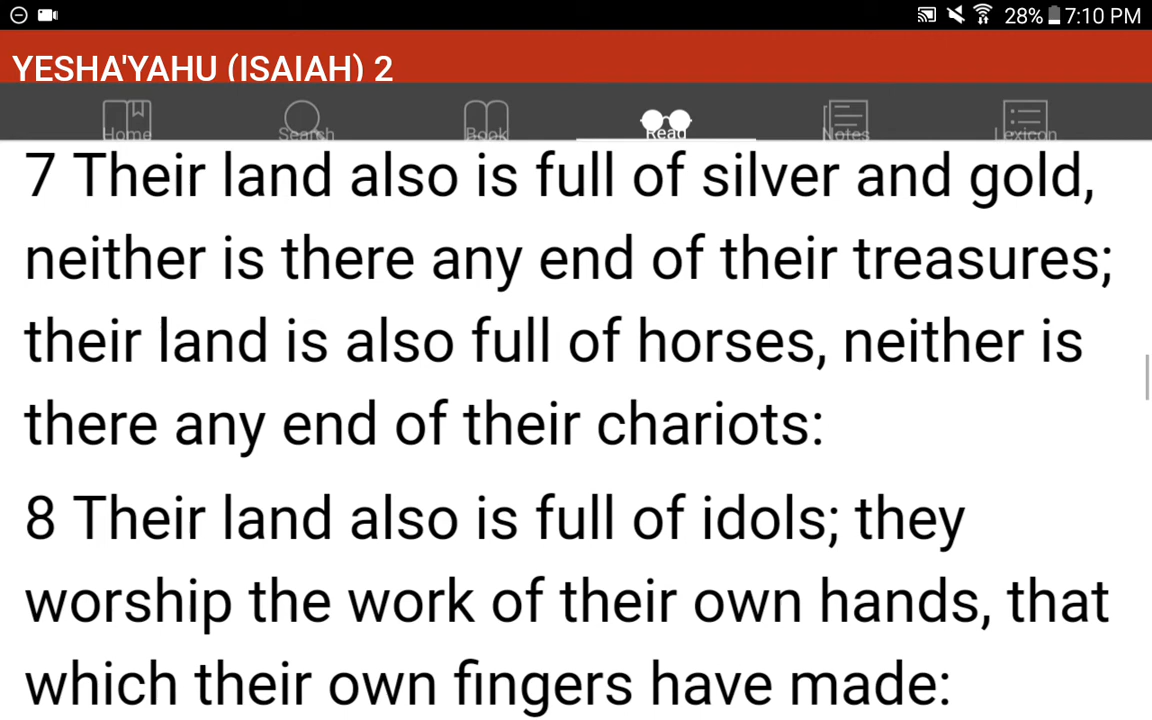 28% 7:10 PM
YESHA'YAHU (ISAIAH) 2
Home Search Book Read Notes Lexicon
7 Their land also is full of silver and gold,
neither is there any end of their treasures;
their land is also full of horses, neither is
there any end of their chariots:
8 Their land also is full of idols; they
worship the work of their own hands, that
which their own fingers have made: